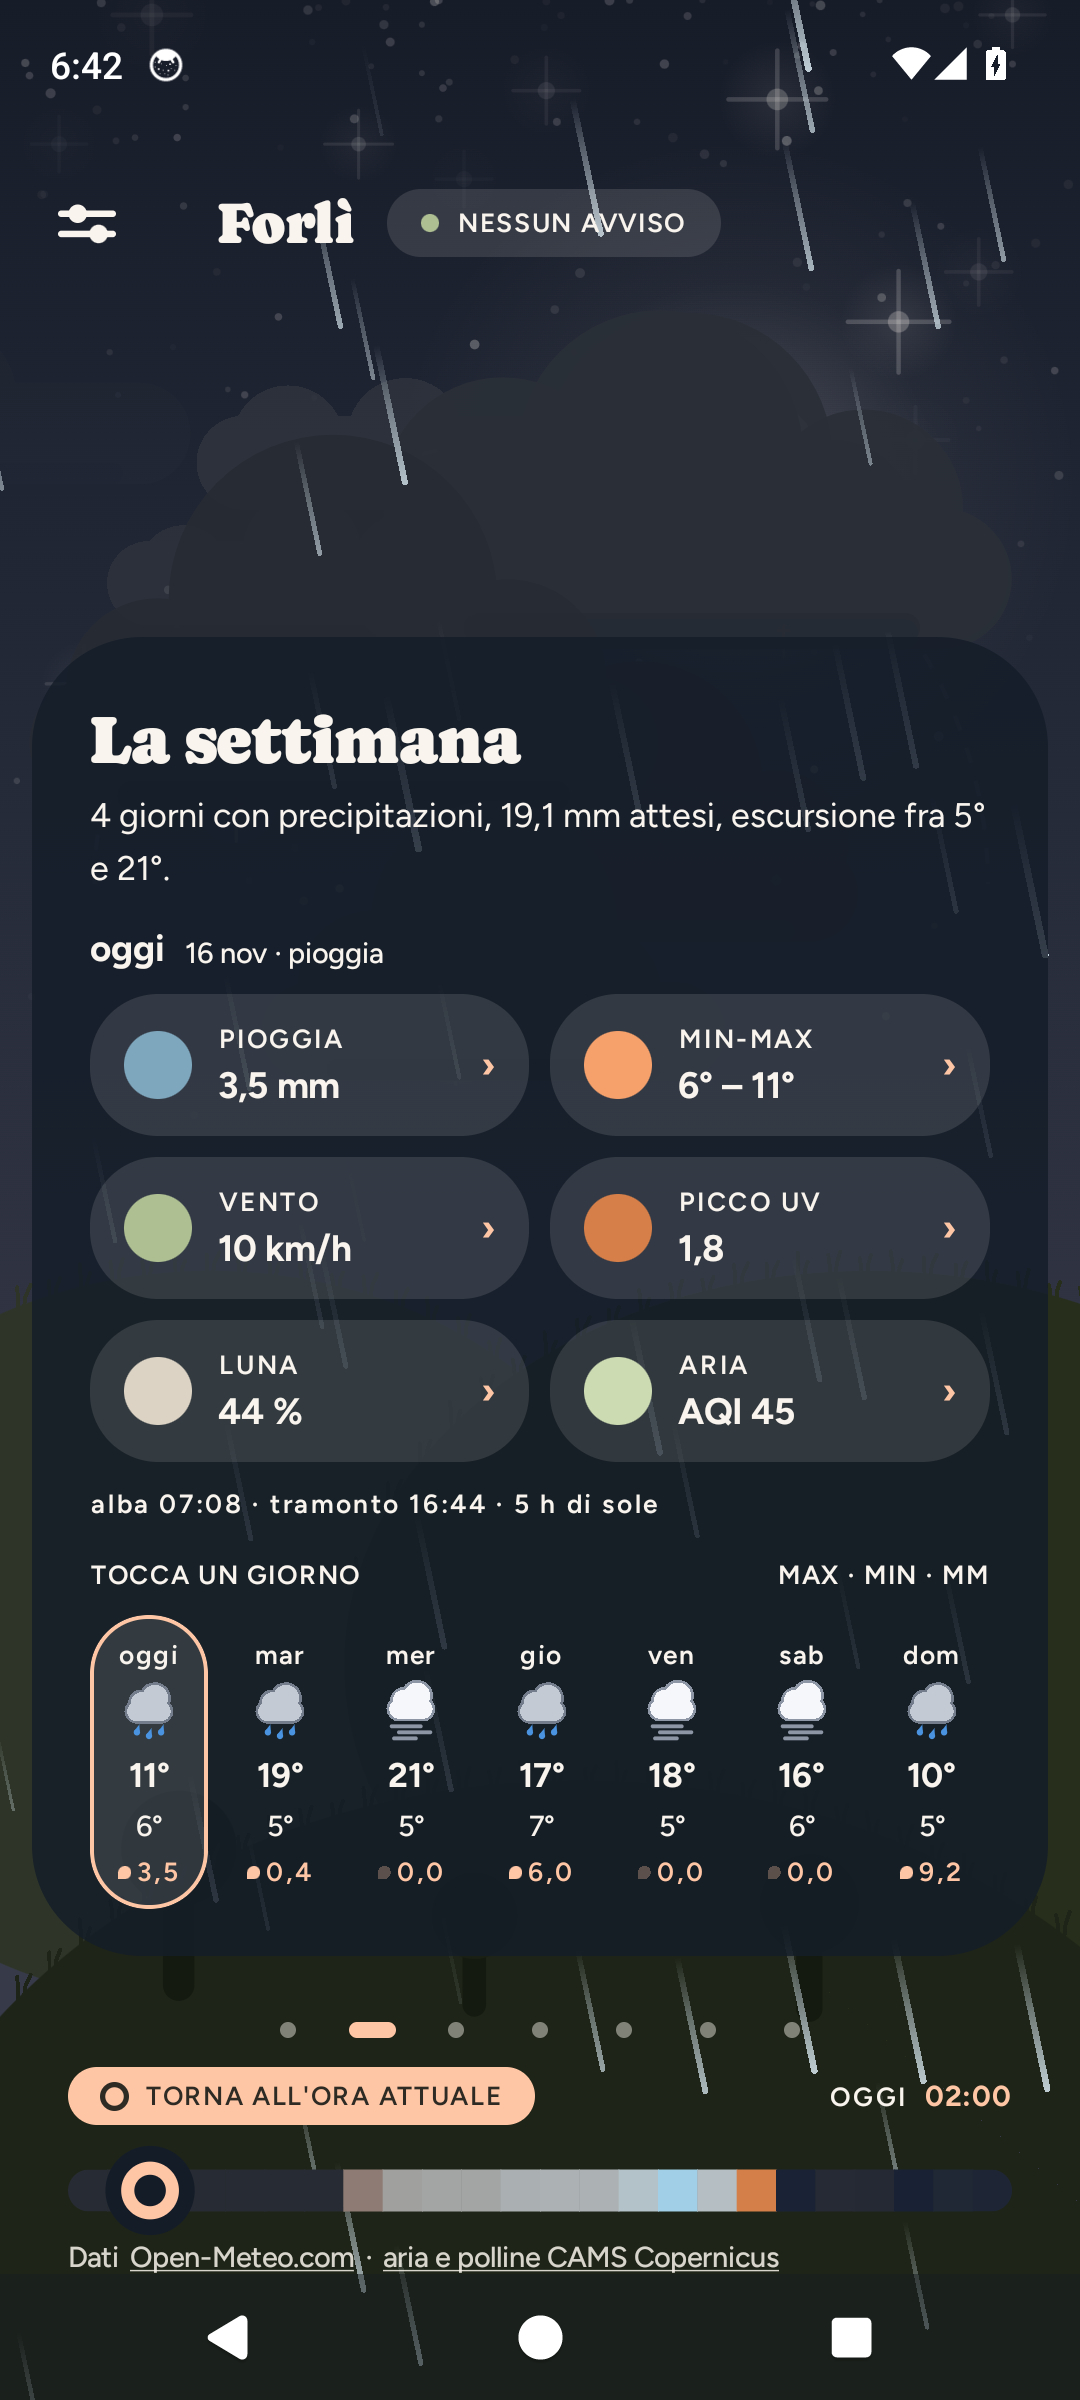 6:42
Forlì
NESSUN AVVISO
La settimana
4 giorni con precipitazioni, 19,1 mm attesi, escursione fra 5°
e 21°.
oggi 16 nov · pioggia
PIOGGIA
3,5 mm
›
MIN-MAX
6° – 11°
›
VENTO
10 km/h
›
PICCO UV
1,8
›
LUNA
44 %
›
ARIA
AQI 45
›
alba 07:08 · tramonto 16:44 · 5 h di sole
TOCCA UN GIORNO MAX · MIN · MM
oggi mar mer gio ven sab dom
11° 19° 21° 17° 18° 16° 10°
6° 5° 5° 7° 5° 6° 5°
3,5 0,4 0,0 6,0 0,0 0,0 9,2
TORNA ALL'ORA ATTUALE OGGI 02:00
Dati Open-Meteo.com · aria e polline CAMS Copernicus